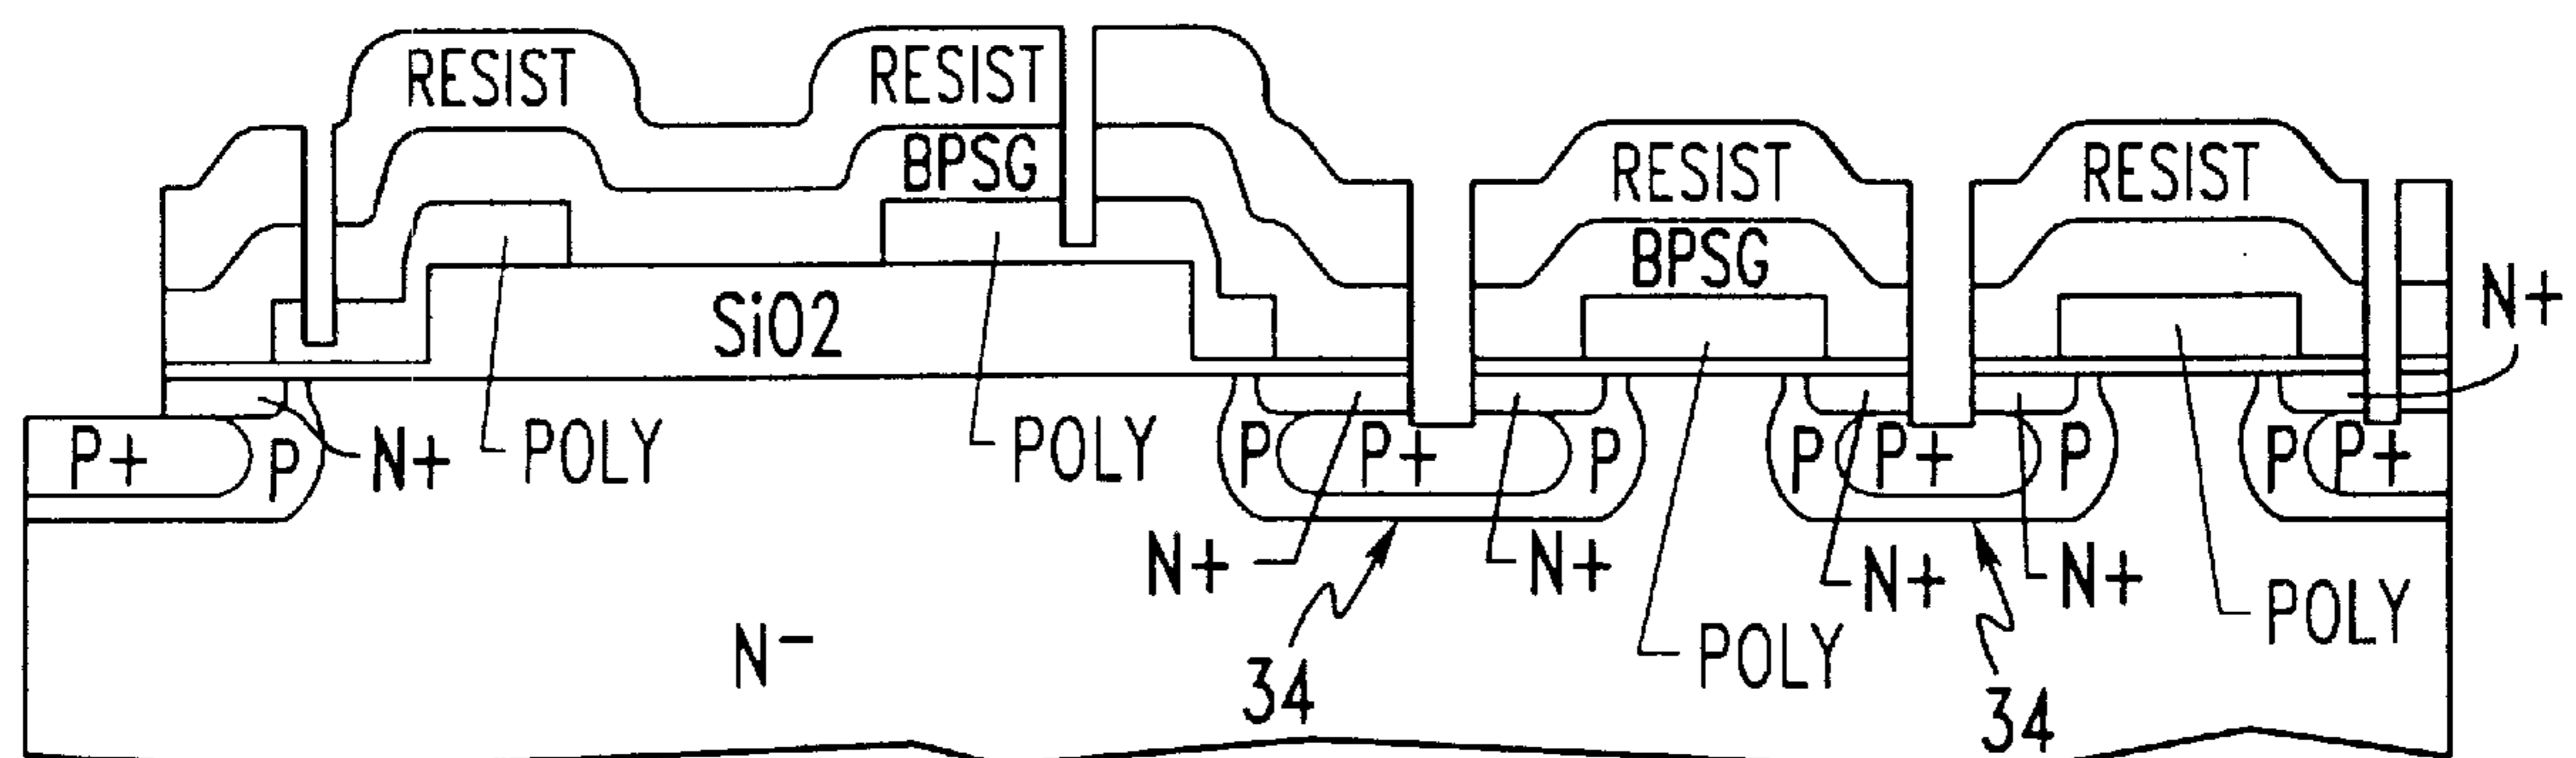 RESIST RESIST
BPSG
RESIST RESIST
BPSG
SiO2
N+
P+ P N+ POLY POLY P P+ P P P+ P P P+
N+ N+ N+ N+
N- 34 POLY 34 POLY